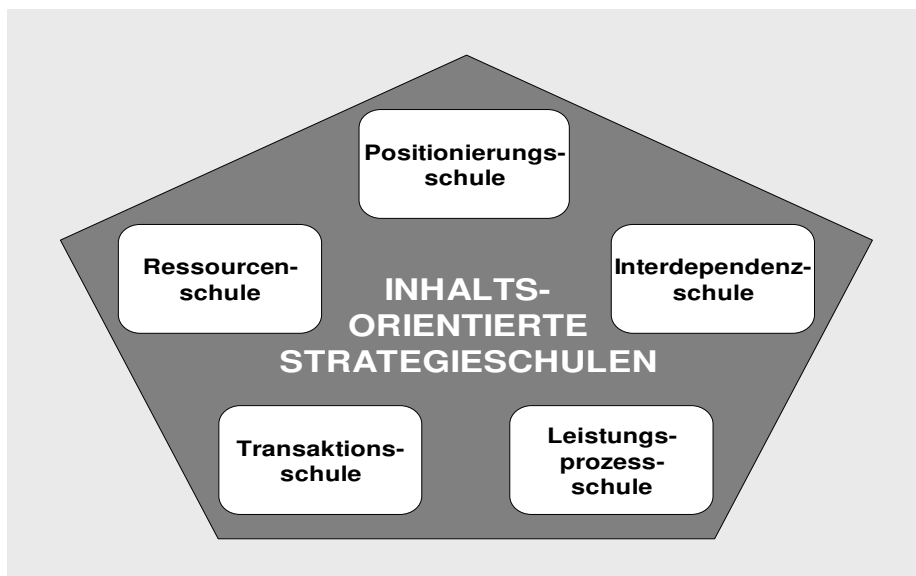 Positionierungs-
schule
Ressourcen-
schule
Interdependenz-
schule
INHALTS-
ORIENTIERTE
STRATEGIESCHULEN
Transaktions-
schule
Leistungs-
prozess-
schule